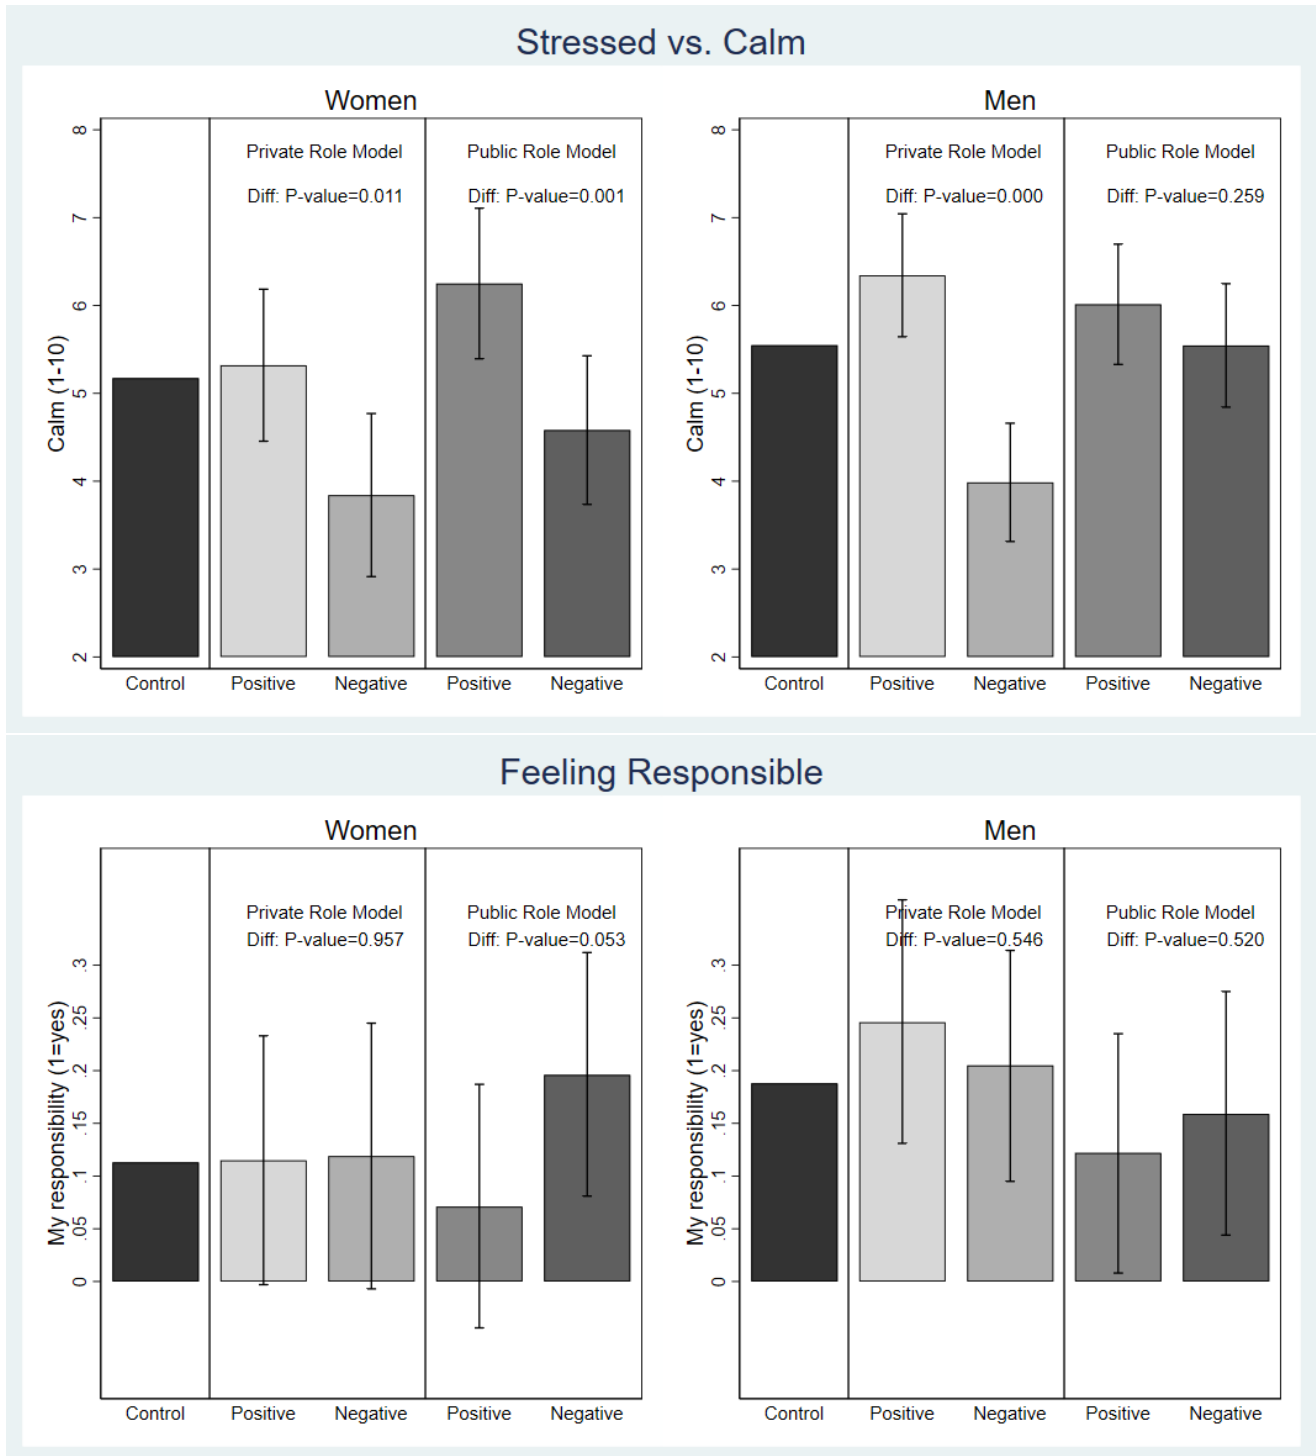 Stressed vs. Calm
Women
Private Role Model
Public Role Model
Diff: P-value=0.011
Diff: P-value=0.001
Calm (1-10)
8
7
6
5
4
3
2
Control
Positive
Negative
Positive
Negative
Men
Private Role Model
Public Role Model
Diff: P-value=0.000
Diff: P-value=0.259
Calm (1-10)
8
7
6
5
4
3
2
Control
Positive
Negative
Positive
Negative
Feeling Responsible
Women
Private Role Model
Public Role Model
Diff: P-value=0.957
Diff: P-value=0.053
My responsibility (1=yes)
.3
.25
.2
.15
.1
.05
0
Control
Positive
Negative
Positive
Negative
Men
Private Role Model
Public Role Model
Diff: P-value=0.546
Diff: P-value=0.520
My responsibility (1=yes)
.3
.25
.2
.15
.1
.05
0
Control
Positive
Negative
Positive
Negative